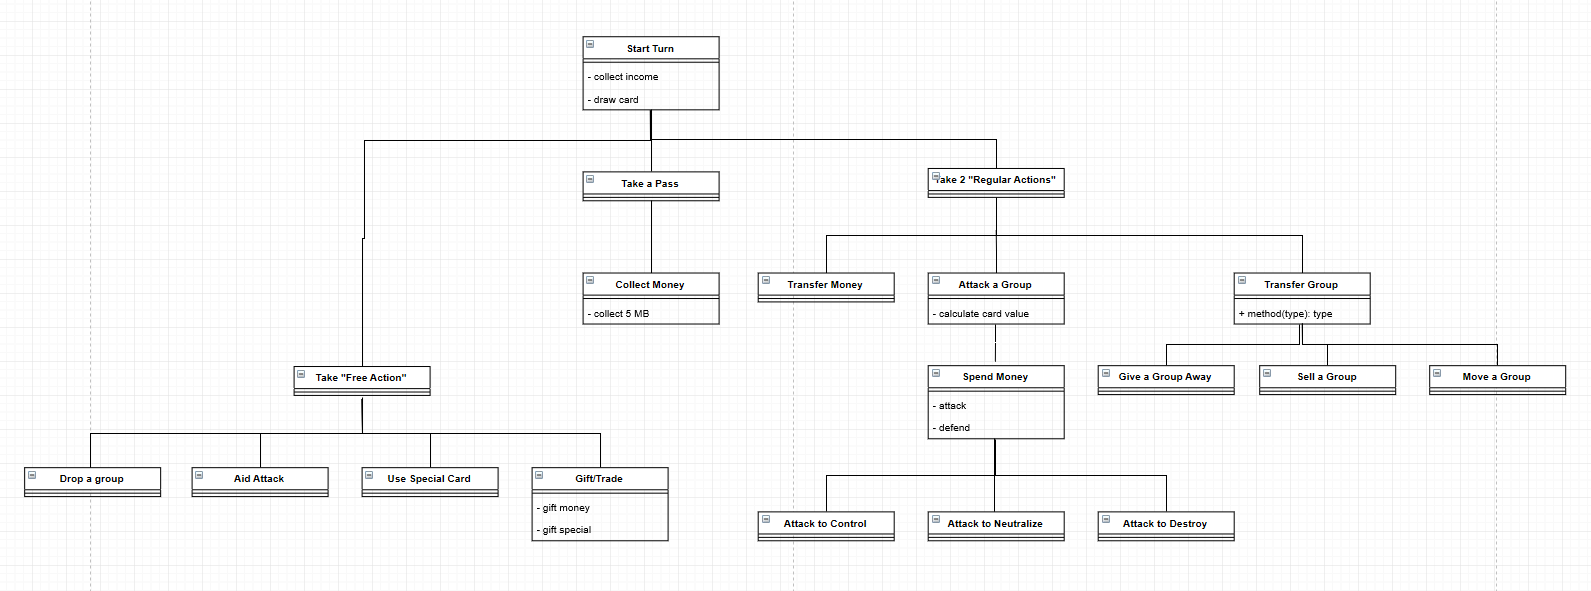 Start Turn
- collect income
- draw card
Take a Pass
Take 2 "Regular Actions"
Collect Money
- collect 5 MB
Transfer Money
Attack a Group
- calculate card value
Transfer Group
+ method(type): type
Take "Free Action"
Spend Money
- attack
- defend
Give a Group Away
Sell a Group
Move a Group
Drop a group
Aid Attack
Use Special Card
Gift/Trade
- gift money
- gift special
Attack to Control
Attack to Neutralize
Attack to Destroy